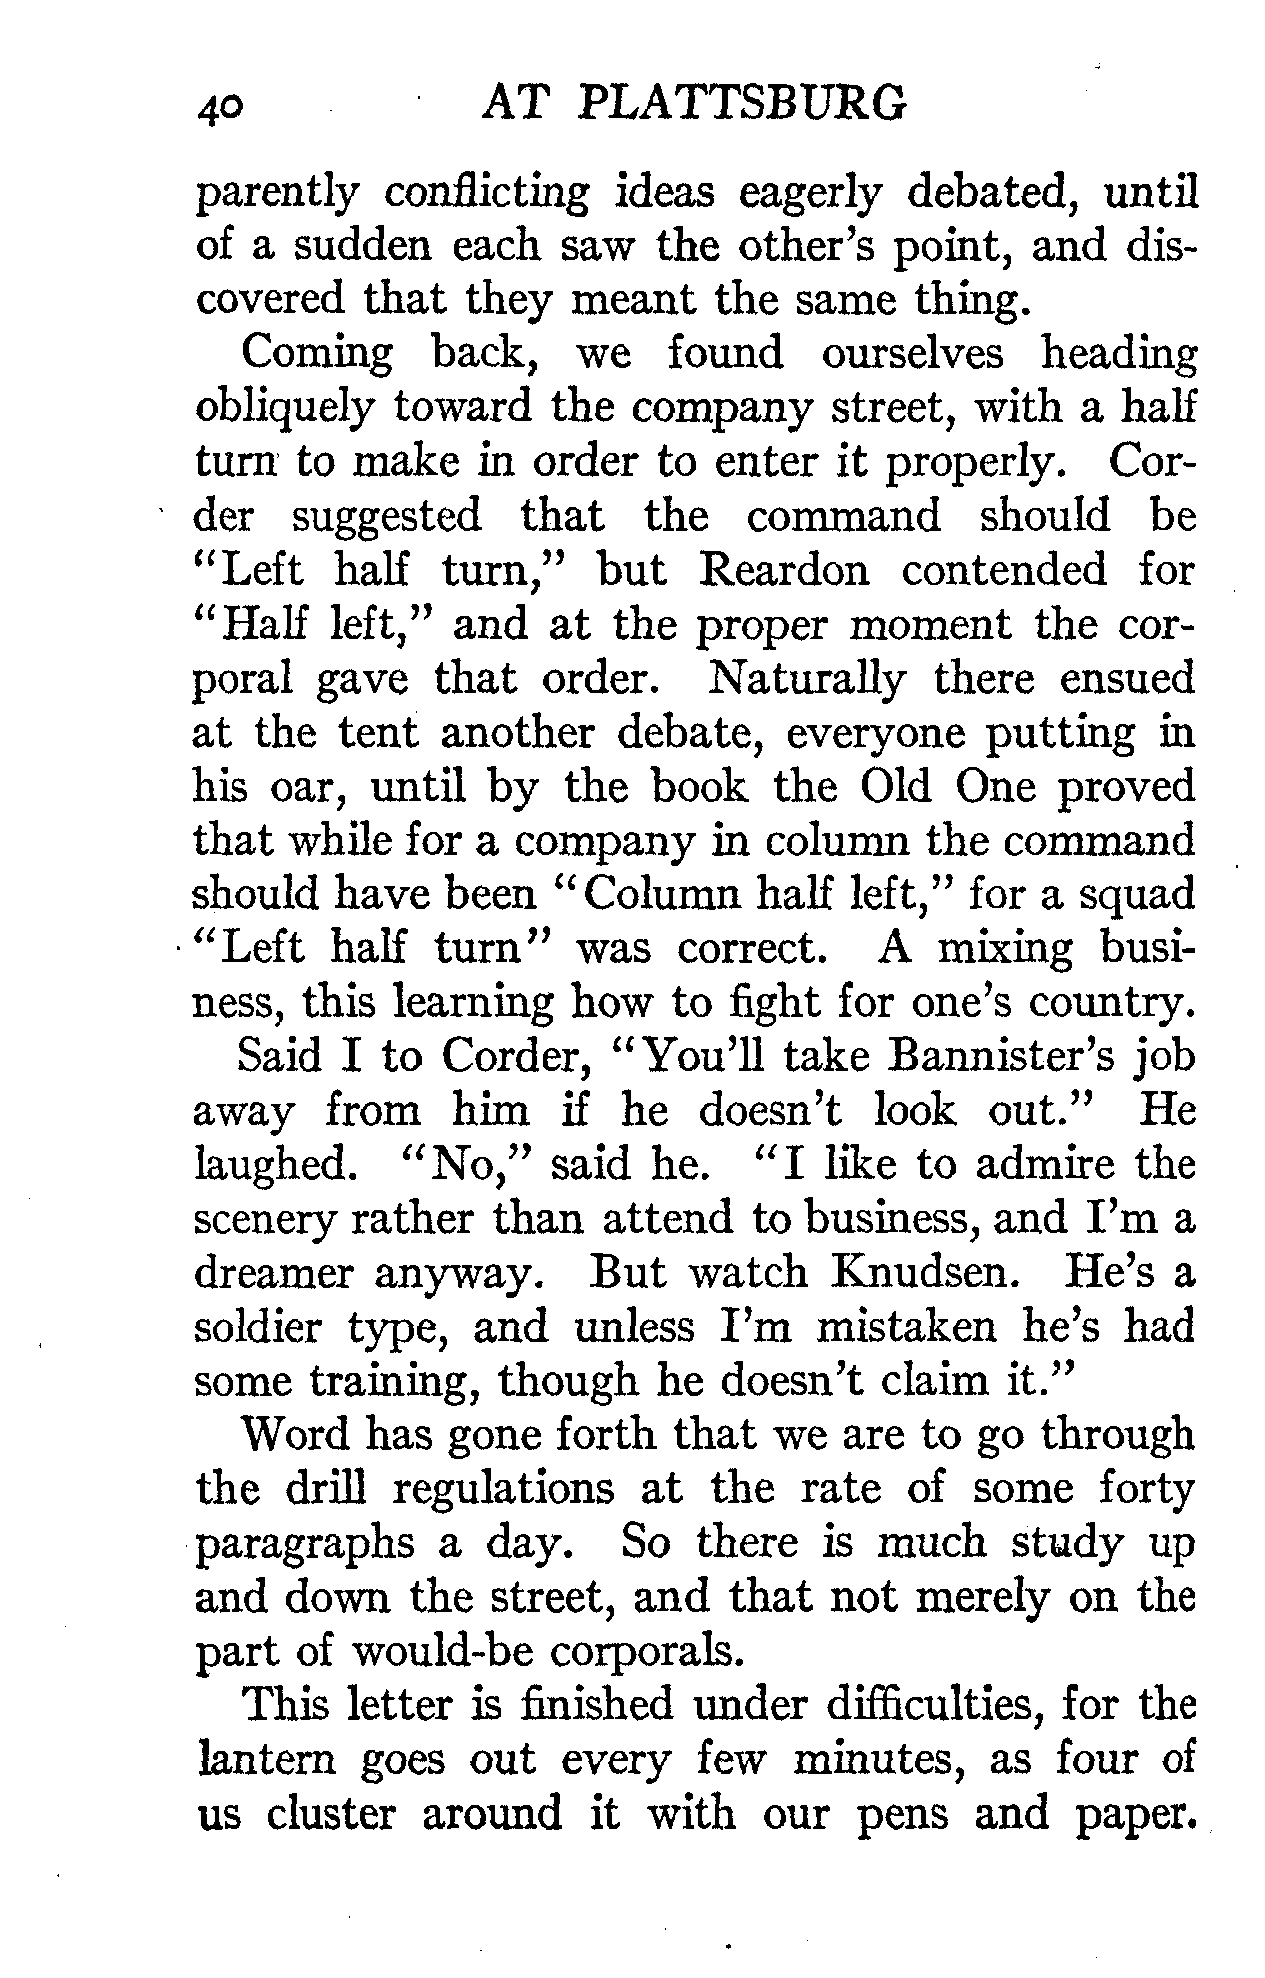 40 AT PLATTSBURG
parently conflicting ideas eagerly debated, until
of a sudden each saw the other's point, and dis-
covered that they meant the same thing.
Coming back, we found ourselves heading
obliquely toward the company street, with a half
turn to make in order to enter it properly. Cor-
der suggested that the command should be
"Left half turn," but Reardon contended for
"Half left," and at the proper moment the cor-
poral gave that order. Naturally there ensued
at the tent another debate, everyone putting in
his oar, until by the book the Old One proved
that while for a company in column the command
should have been "Column half left," for a squad
"Left half turn" was correct. A mixing busi-
ness, this learning how to fight for one's country.
Said I to Corder, "You'll take Bannister's job
away from him if he doesn't look out." He
laughed. "No," said he. "I like to admire the
scenery rather than attend to business, and I'm a
dreamer anyway. But watch Knudsen. He's a
soldier type, and unless I'm mistaken he's had
some training, though he doesn't claim it."
Word has gone forth that we are to go through
the drill regulations at the rate of some forty
paragraphs a day. So there is much study up
and down the street, and that not merely on the
part of would-be corporals.
This letter is finished under difficulties, for the
lantern goes out every few minutes, as four of
us cluster around it with our pens and paper.